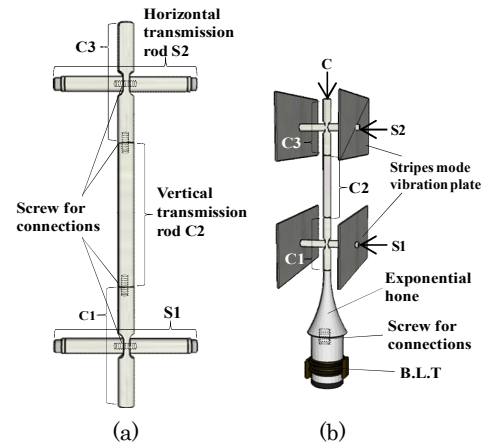 Horizontal
transmission
rod S2
C3
Screw for
connections
Vertical
transmission
rod C2
C1
S1
(a)
C
S2
C3
Stripes mode
vibration plate
C2
S1
C1
Exponential
hone
Screw for
connections
B.L.T
(b)